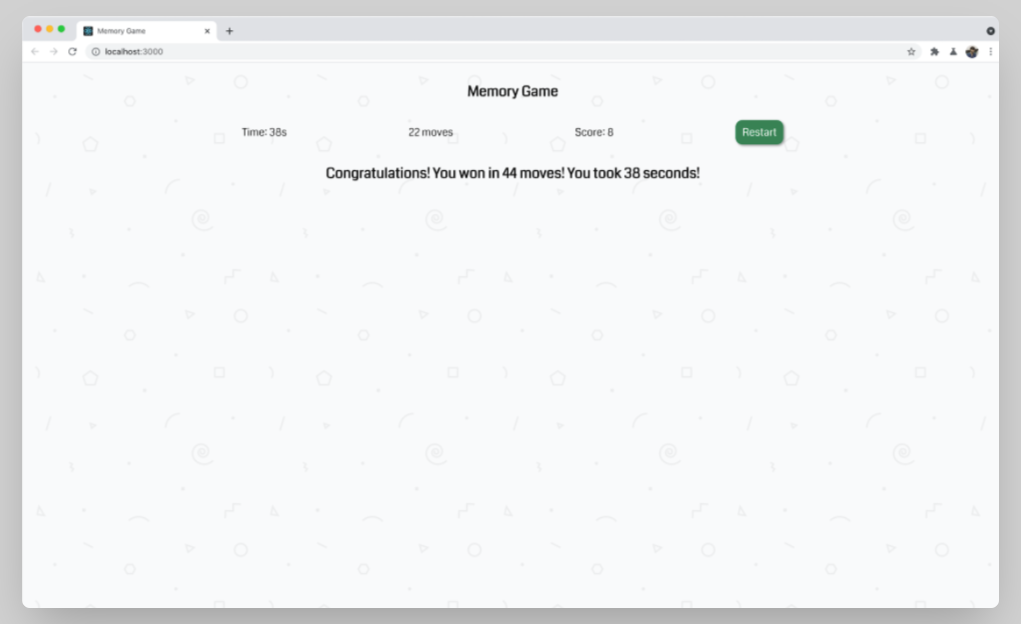 Memory Game
localhost:3000
Memory Game
Time: 38s 22 moves Score: 8 Restart
Congratulations! You won in 44 moves! You took 38 seconds!